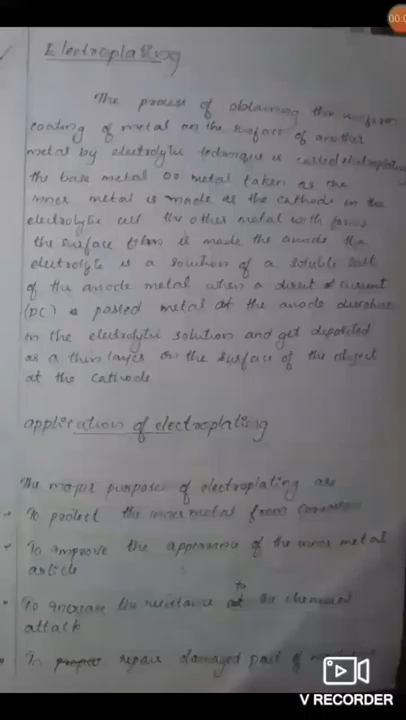 00:0
Electroplating
The process of obtaining thin uniform
coating of metal on the surface of another
metal by electrolytic technique is called electroplating
the base metal or metal taken as the
inner metal is made as the cathode in the
electrolytic cell the other metal with forms
the surface film is made the anode the
electrolyte is a solution of a soluble salt
of the anode metal when a direct current
(DC) is passed metal at the anode
in the electrolytic solution and get deposited
as a thin layer on the surface of the object
at the cathode
application of electroplating
The major purposes of electroplating are
To protect the inner metal from corrosion
To improve the appearance of the inner metal
article
To increase the resistance to the chemical
attack
To repair damaged part of
V RECORDER